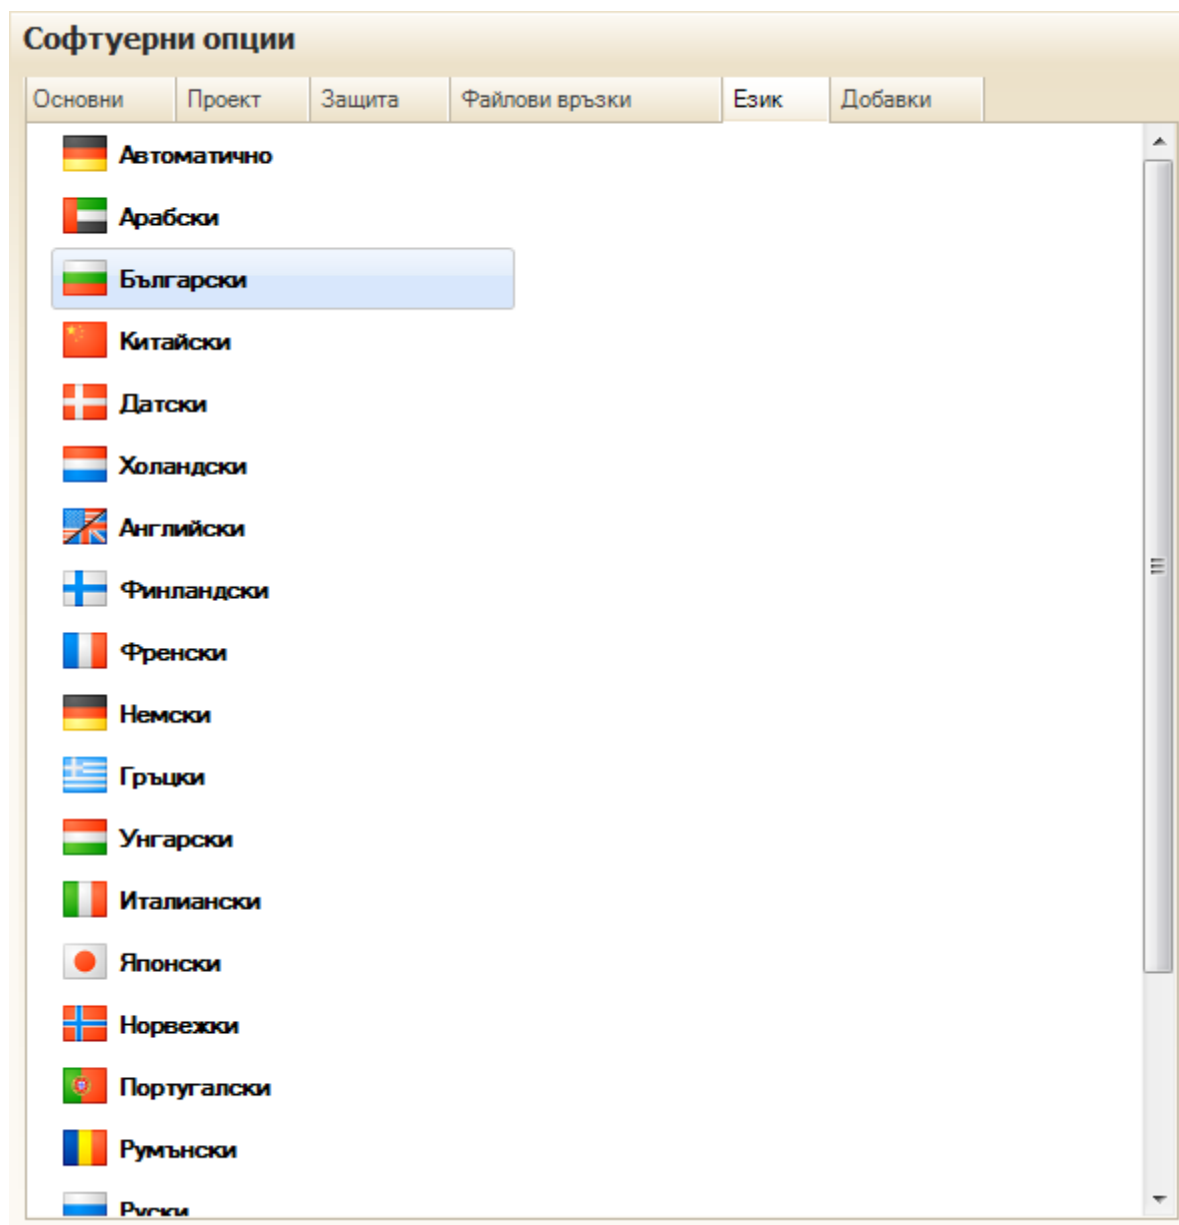 Софтуерни опции
Основни Проект Защита Файлови връзки Език Добавки
Автоматично
Арабски
Български
Китайски
Датски
Холандски
Английски
Финландски
Френски
Немски
Гръцки
Унгарски
Италиански
Японски
Норвежки
Португалски
Румънски
Руски